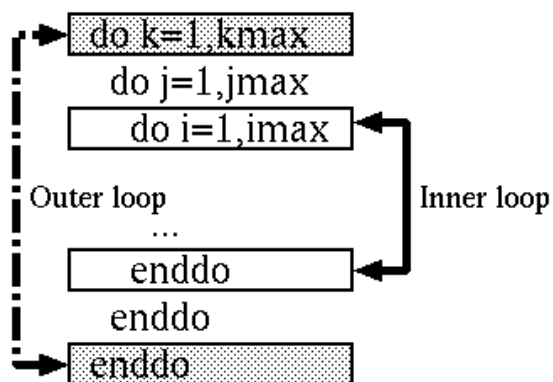 do k=1,kmax
do j=1,jmax
do i=1,imax
Outer loop
Inner loop
...
enddo
enddo
enddo